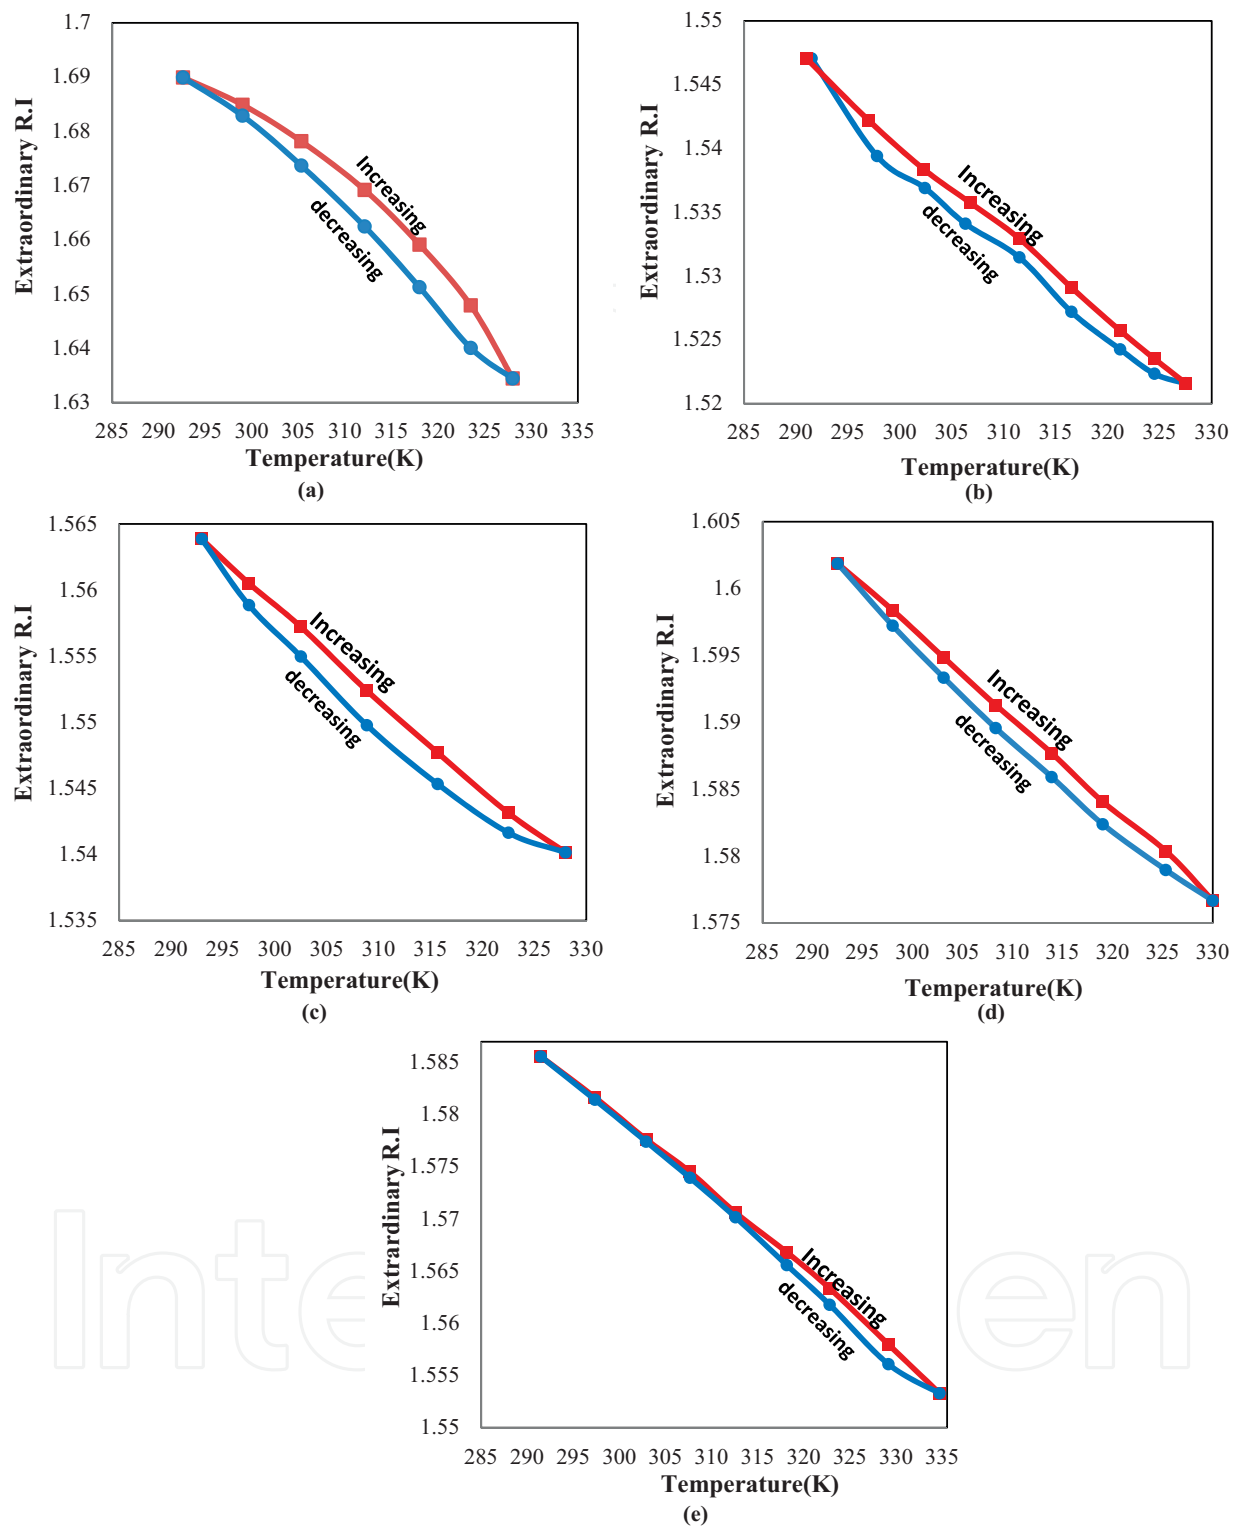 1.7
1.69
1.68
1.67
1.66
1.65
1.64
1.63
Extraordinary R.I
Increasing
decreasing
285 290 295 300 305 310 315 320 325 330 335
Temperature(K)
(a)
1.55
1.545
1.54
1.535
1.53
1.525
1.52
Extraordinary R.I
Increasing
decreasing
285 290 295 300 305 310 315 320 325 330
Temperature(K)
(b)
1.565
1.56
1.555
1.55
1.545
1.54
1.535
Extraordinary R.I
Increasing
decreasing
285 290 295 300 305 310 315 320 325 330
Temperature(K)
(c)
1.605
1.6
1.595
1.59
1.585
1.58
1.575
Extraordinary R.I
Increasing
decreasing
285 290 295 300 305 310 315 320 325 330
Temperature(K)
(d)
1.585
1.58
1.575
1.57
1.565
1.56
1.555
1.55
Extrardinary R.I
Increasing
decreasing
285 290 295 300 305 310 315 320 325 330 335
Temperature(K)
(e)